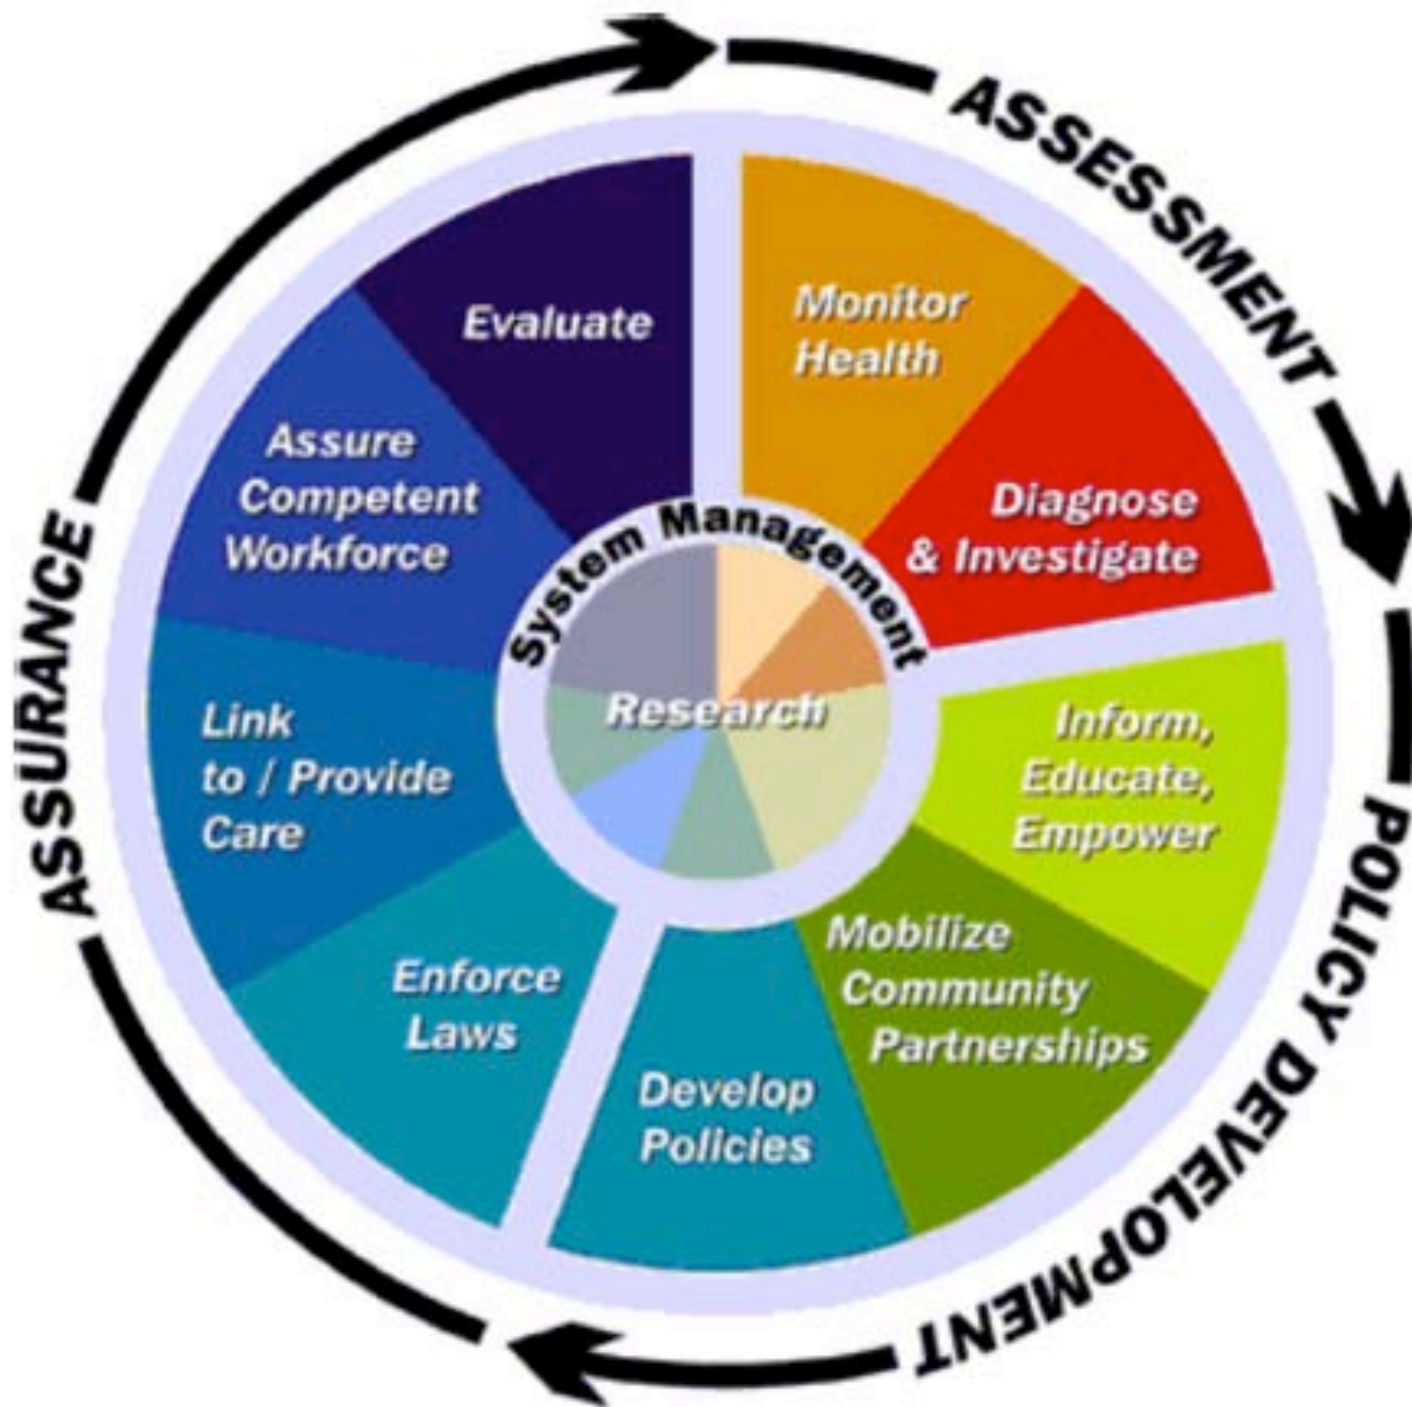 ASSESSMENT
Monitor
Health
Diagnose
& Investigate
POLICY DEVELOPMENT
Inform,
Educate,
Empower
Mobilize
Community
Partnerships
Develop
Policies
ASSURANCE
Enforce
Laws
Link
to / Provide
Care
Assure
Competent
Workforce
Evaluate
System Management
Research